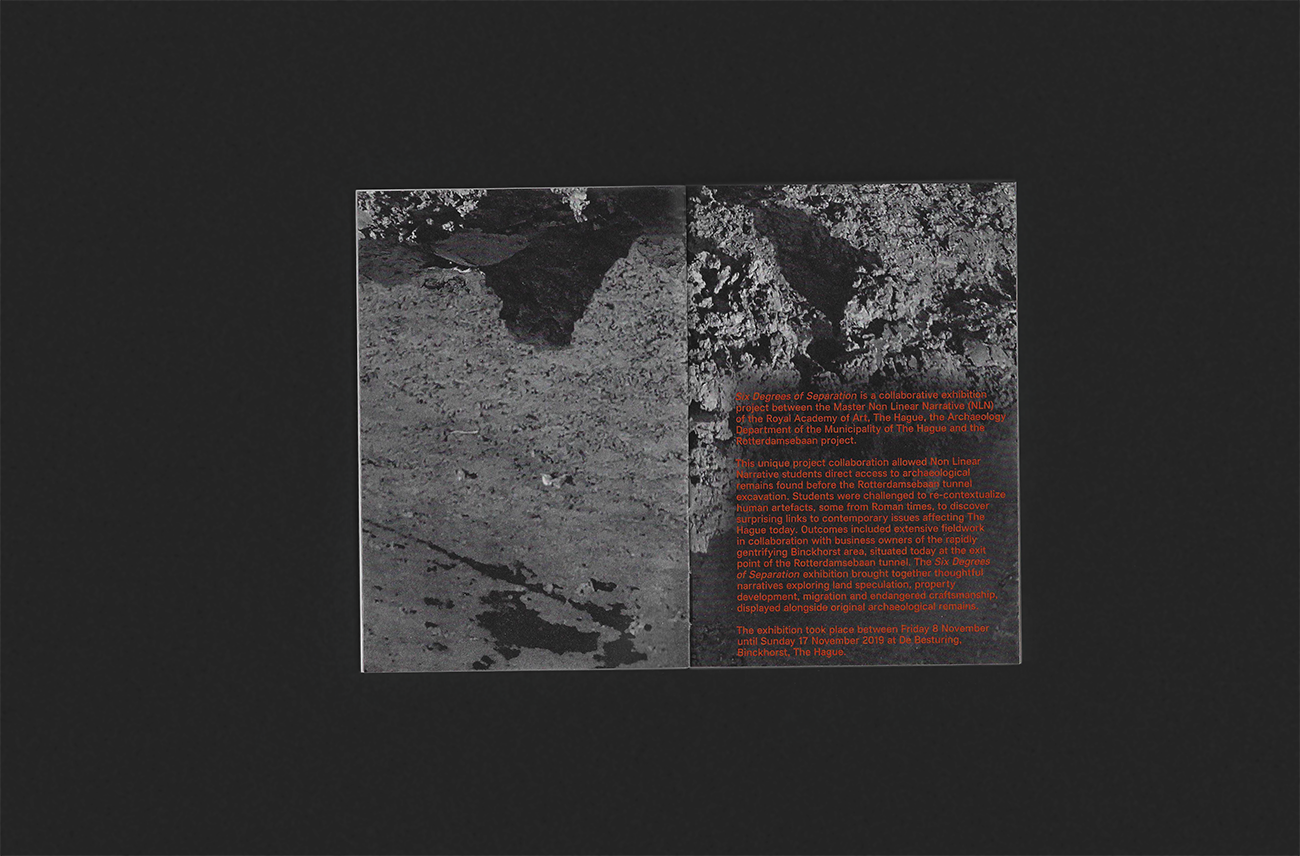 Six Degrees of Separation is a collaborative exhibition
project between the Master Non Linear Narrative (NLN)
of the Royal Academy of Art, The Hague, the Archaeology
Department of the Municipality of The Hague and the
Rotterdamsebaan project.
This unique project collaboration allowed Non Linear
Narrative students direct access to archaeological
remains found before the Rotterdamsebaan tunnel
excavation. Students were challenged to re-contextualize
human artefacts, some from Roman times, to discover
surprising links to contemporary issues affecting The
Hague today. Outcomes included extensive fieldwork
in collaboration with business owners of the rapidly
gentrifying Binckhorst area, situated today at the exit
point of the Rotterdamsebaan tunnel. The Six Degrees
of Separation exhibition brought together thoughtful
narratives exploring land speculation, property
development, migration and endangered craftsmanship,
displayed alongside original archaeological remains.
The exhibition took place between Friday 8 November
until Sunday 17 November 2019 at De Besturing,
Binckhorst, The Hague.